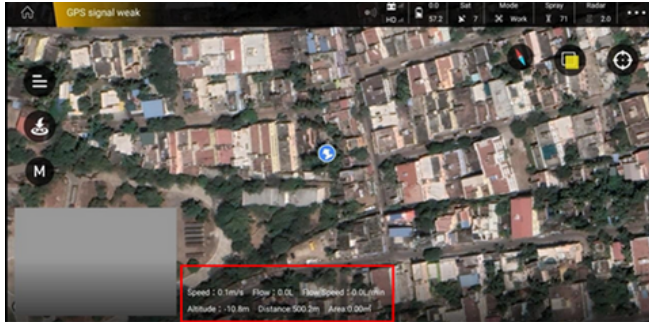 GPS signal weak
HD
0.0
57.2
Sat
7
Mode
Work
Spray
71
Radar
2.0
M
Speed : 0.1m/s Flow : 0.0L Flow Speed : 0.0L/min
Altitude : -10.8m Distance:500.2m Area:0.00㎡